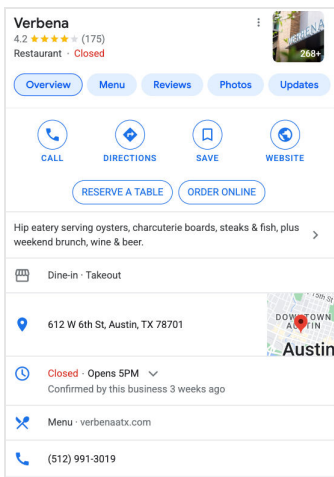 Verbena
4.2 ★★★★★ (175)
Restaurant · Closed
268+
Overview
Menu
Reviews
Photos
Updates
CALL
DIRECTIONS
SAVE
WEBSITE
RESERVE A TABLE
ORDER ONLINE
Hip eatery serving oysters, charcuterie boards, steaks & fish, plus
weekend brunch, wine & beer.
Dine-in · Takeout
612 W 6th St, Austin, TX 78701
15th St
DOWNTOWN
AUSTIN
Austin
Closed · Opens 5PM
Confirmed by this business 3 weeks ago
Menu · verbenaatx.com
(512) 991-3019